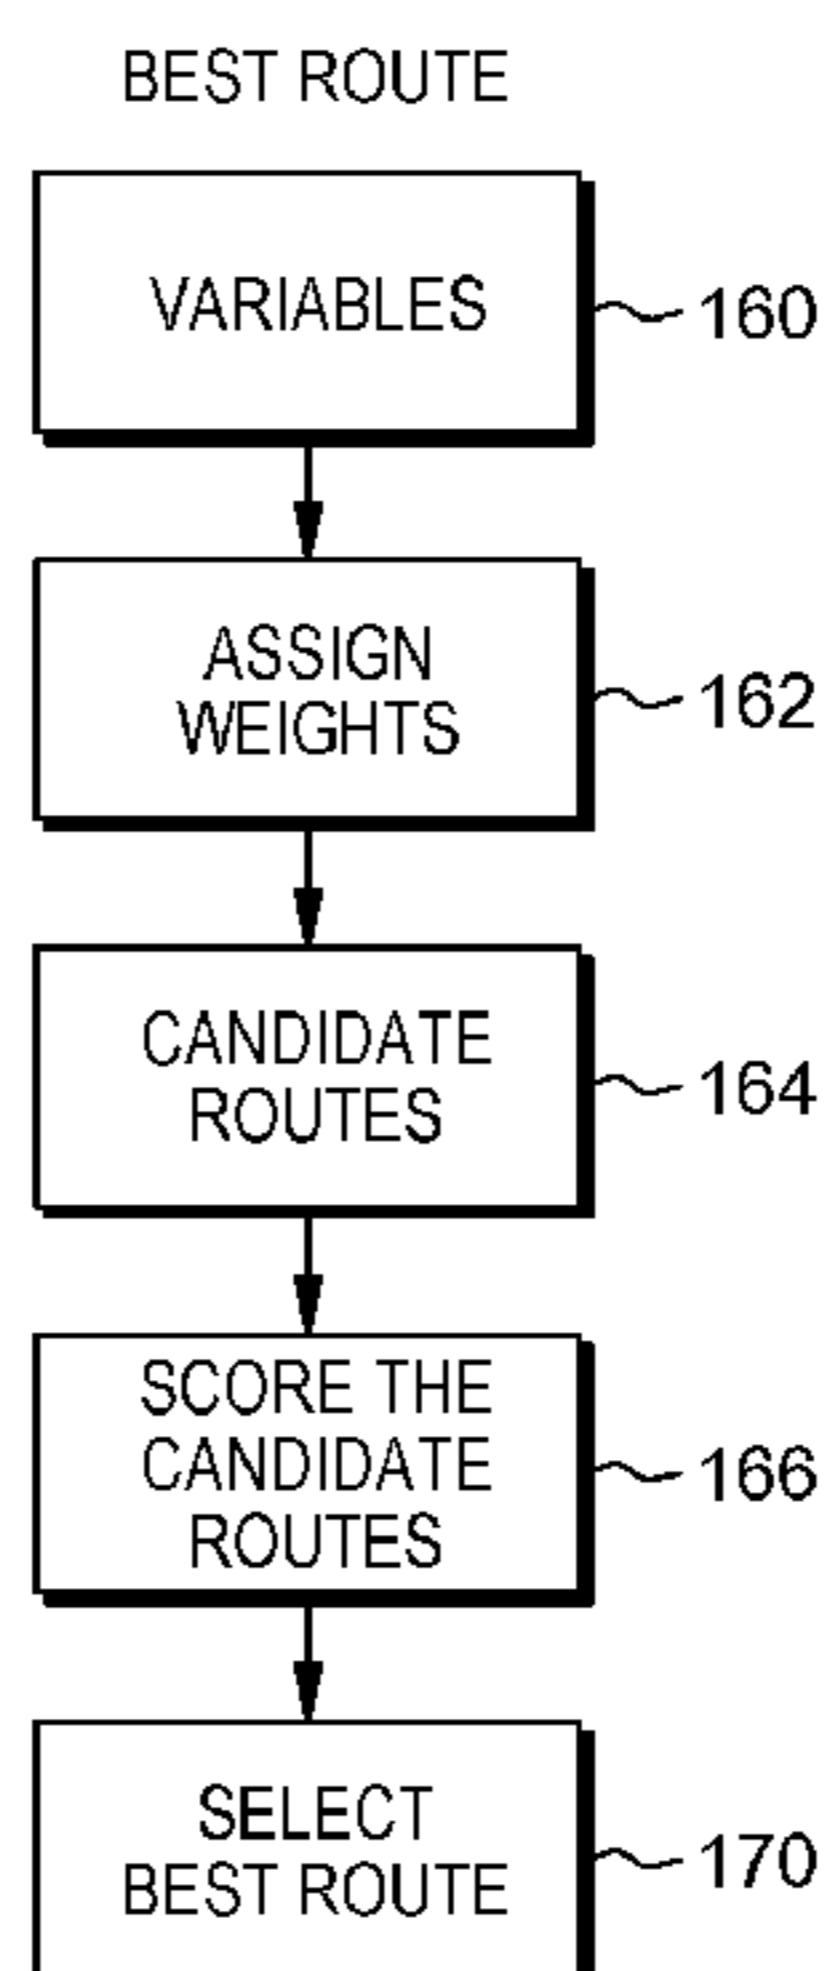 BEST ROUTE
VARIABLES
160
ASSIGN
WEIGHTS
162
CANDIDATE
ROUTES
164
SCORE THE
CANDIDATE
ROUTES
166
SELECT
BEST ROUTE
170